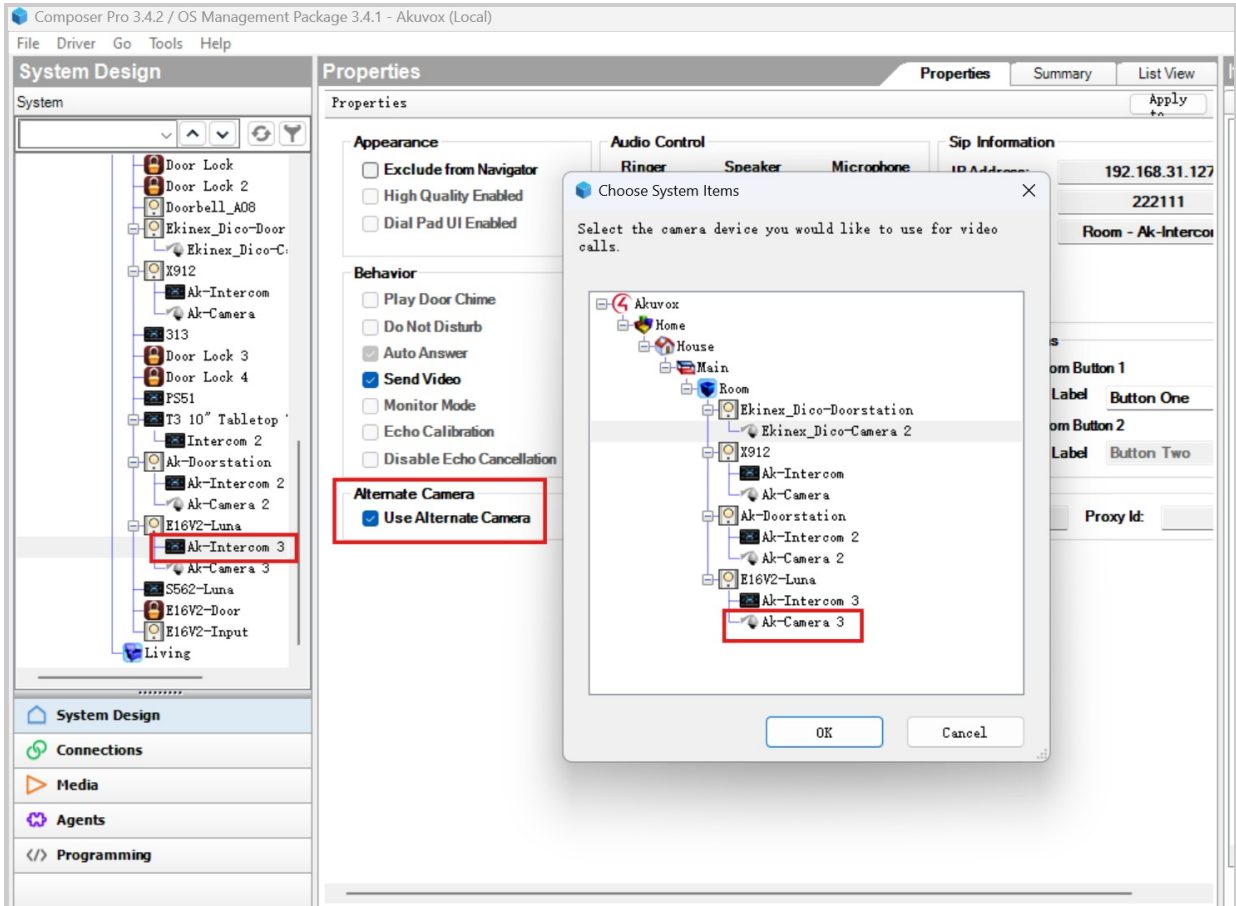 Composer Pro 3.4.2 / OS Management Package 3.4.1 - Akuvox (Local)
File Driver Go Tools Help
System Design
System
Door Lock
Door Lock 2
Doorbell_A08
Ekinex_Dico-Door
Ekinex_Dico-C
X912
Ak-Intercom
Ak-Camera
313
Door Lock 3
Door Lock 4
PS51
T3 10" Tabletop
Intercom 2
Ak-Doorstation
Ak-Intercom 2
Ak-Camera 2
E16V2-Luna
Ak-Intercom 3
Ak-Camera 3
S562-Luna
E16V2-Door
E16V2-Input
Living
System Design
Connections
Media
Agents
Programming
Properties
Properties Summary List View
Properties
Apply
to
Appearance
Exclude from Navigator
High Quality Enabled
Dial Pad UI Enabled
Behavior
Play Door Chime
Do Not Disturb
Auto Answer
Send Video
Monitor Mode
Echo Calibration
Disable Echo Cancellation
Alternate Camera
Use Alternate Camera
Audio Control
Ringer Speaker Microphone
Sip Information
IP Address: 192.168.31.127
222111
Room - Ak-Intercom
s
om Button 1
Label Button One
om Button 2
Label Button Two
Proxy Id:
Choose System Items
Select the camera device you would like to use for video
calls.
Akuvox
Home
House
Main
Room
Ekinex_Dico-Doorstation
Ekinex_Dico-Camera 2
X912
Ak-Intercom
Ak-Camera
Ak-Doorstation
Ak-Intercom 2
Ak-Camera 2
E16V2-Luna
Ak-Intercom 3
Ak-Camera 3
OK Cancel